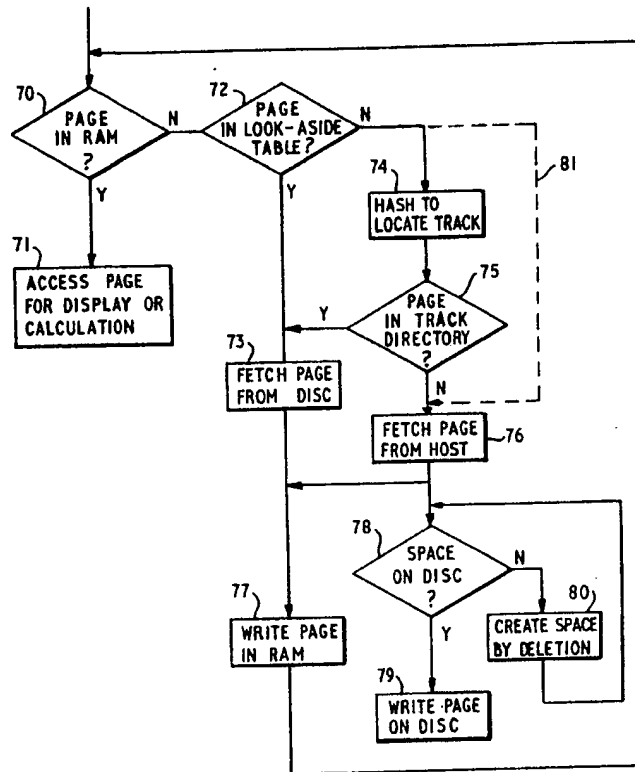 70
PAGE
IN RAM
?
N
Y
72
PAGE
IN LOOK-ASIDE
TABLE?
N
Y
81
74
HASH TO
LOCATE TRACK
71
ACCESS PAGE
FOR DISPLAY OR
CALCULATION
75
PAGE
IN TRACK
DIRECTORY
?
Y
N
73
FETCH PAGE
FROM DISC
FETCH PAGE
FROM HOST
76
78
SPACE
ON DISC
?
N
Y
77
WRITE PAGE
IN RAM
80
CREATE SPACE
BY DELETION
79
WRITE PAGE
ON DISC